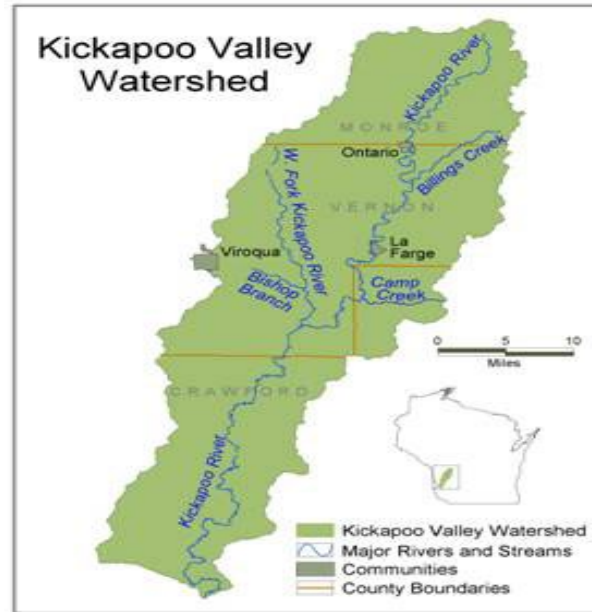 Kickapoo Valley
Watershed
Kickapoo River
MONROE
Ontario
Billings Creek
W. Fork Kickapoo River
VERNON
Viroqua
La
Farge
Bishop
Branch
Camp
Creek
0 5 10
Miles
CRAWFORD
Kickapoo River
Kickapoo Valley Watershed
Major Rivers and Streams
Communities
County Boundaries